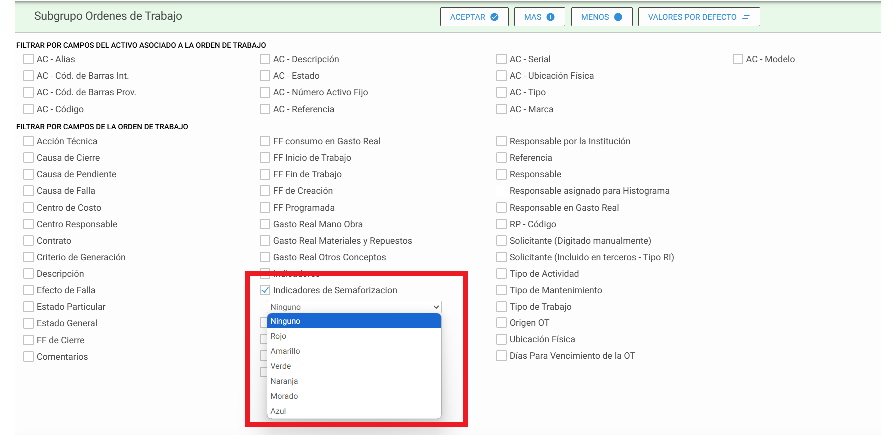 Subgrupo Ordenes de Trabajo
ACEPTAR
MAS
MENOS
VALORES POR DEFECTO
FILTRAR POR CAMPOS DEL ACTIVO ASOCIADO A LA ORDEN DE TRABAJO
AC - Alias
AC - Cód. de Barras Int.
AC - Cód. de Barras Prov.
AC - Código
AC - Descripción
AC - Estado
AC - Número Activo Fijo
AC - Referencia
AC - Serial
AC - Ubicación Física
AC - Tipo
AC - Marca
AC - Modelo
FILTRAR POR CAMPOS DE LA ORDEN DE TRABAJO
Acción Técnica
Causa de Cierre
Causa de Pendiente
Causa de Falla
Centro de Costo
Centro Responsable
Contrato
Criterio de Generación
Descripción
Efecto de Falla
Estado Particular
Estado General
FF de Cierre
Comentarios
FF consumo en Gasto Real
FF Inicio de Trabajo
FF Fin de Trabajo
FF de Creación
FF Programada
Gasto Real Mano Obra
Gasto Real Materiales y Repuestos
Gasto Real Otros Conceptos
Indicadores
Indicadores de Semaforizacion
Ninguno
Ninguno
Rojo
Amarillo
Verde
Naranja
Morado
Azul
Responsable por la Institución
Referencia
Responsable
Responsable asignado para Histograma
Responsable en Gasto Real
RP - Código
Solicitante (Digitado manualmente)
Solicitante (Incluido en terceros - Tipo RI)
Tipo de Actividad
Tipo de Mantenimiento
Tipo de Trabajo
Origen OT
Ubicación Física
Días Para Vencimiento de la OT